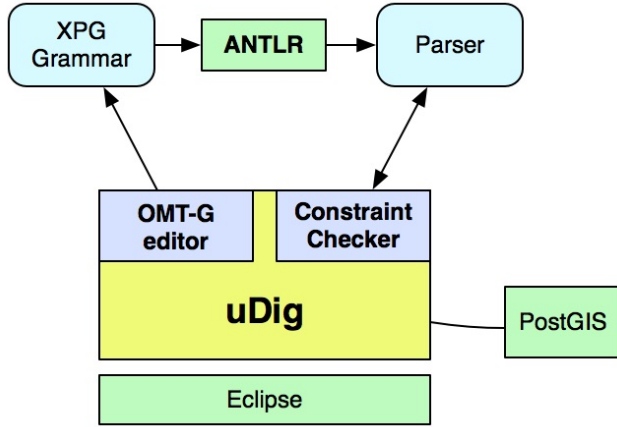 XPG
Grammar
ANTLR
Parser
OMT-G
editor
Constraint
Checker
uDig
PostGIS
Eclipse